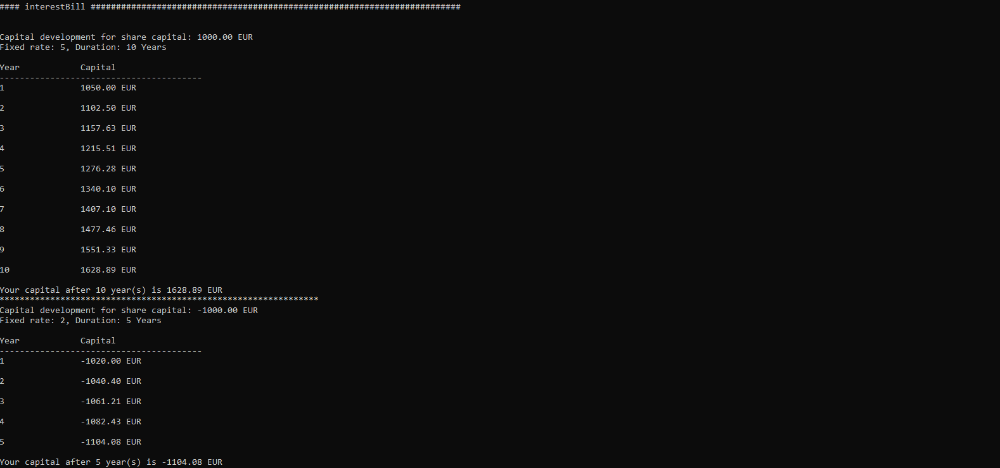 #### interestBill #########################################################################
Capital development for share capital: 1000.00 EUR
Fixed rate: 5, Duration: 10 Years
Year            Capital
----------------------------------------
1               1050.00 EUR
2               1102.50 EUR
3               1157.63 EUR
4               1215.51 EUR
5               1276.28 EUR
6               1340.10 EUR
7               1407.10 EUR
8               1477.46 EUR
9               1551.33 EUR
10              1628.89 EUR
Your capital after 10 year(s) is 1628.89 EUR
***************************************************************
Capital development for share capital: -1000.00 EUR
Fixed rate: 2, Duration: 5 Years
Year            Capital
----------------------------------------
1               -1020.00 EUR
2               -1040.40 EUR
3               -1061.21 EUR
4               -1082.43 EUR
5               -1104.08 EUR
Your capital after 5 year(s) is -1104.08 EUR